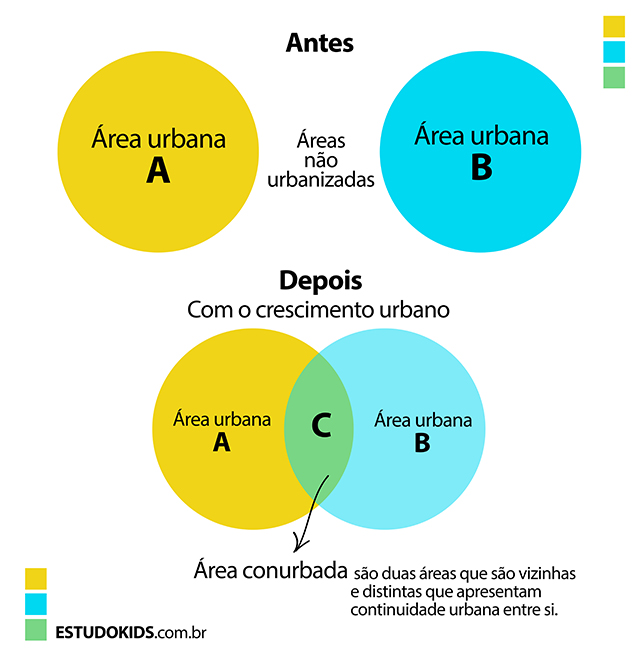 Antes
Área urbana
A
Áreas
não
urbanizadas
Área urbana
B
Depois
Com o crescimento urbano
Área urbana
A
C
Área urbana
B
Área conurbada são duas áreas que são vizinhas
e distintas que apresentam
continuidade urbana entre si.
ESTUDOKIDS.com.br